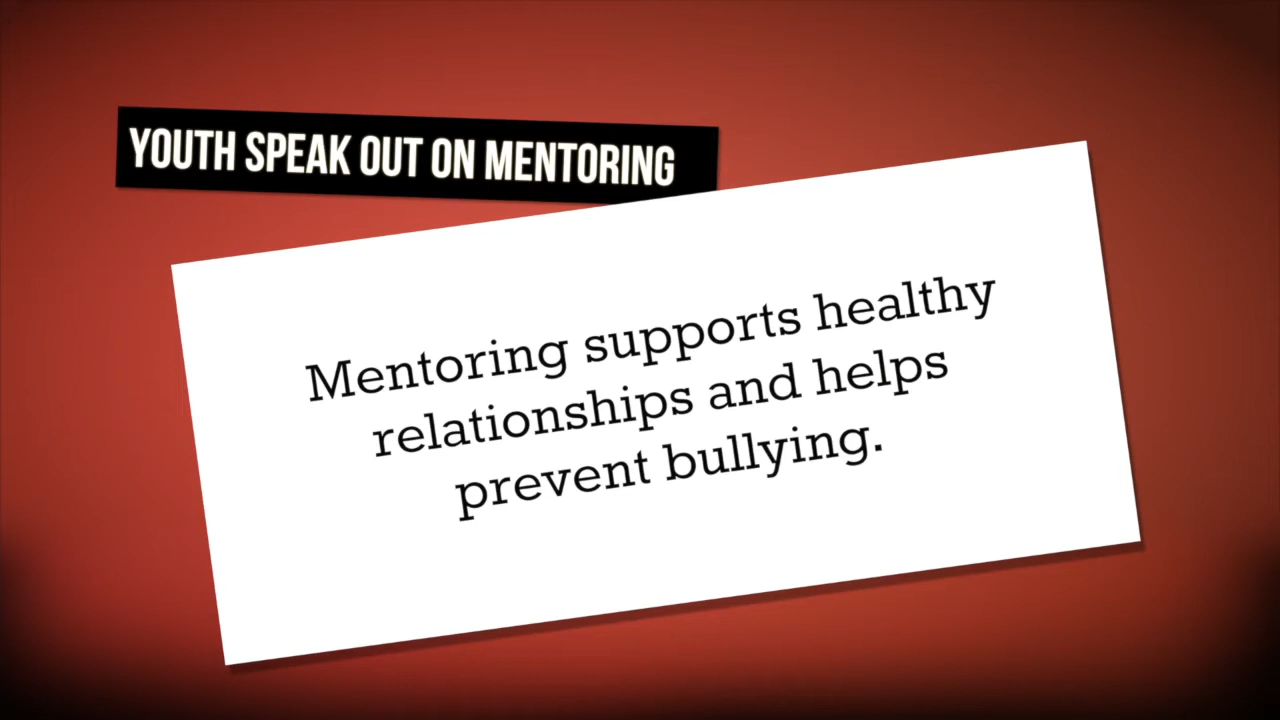 YOUTH SPEAK OUT ON MENTORING
Mentoring supports healthy
relationships and helps
prevent bullying.